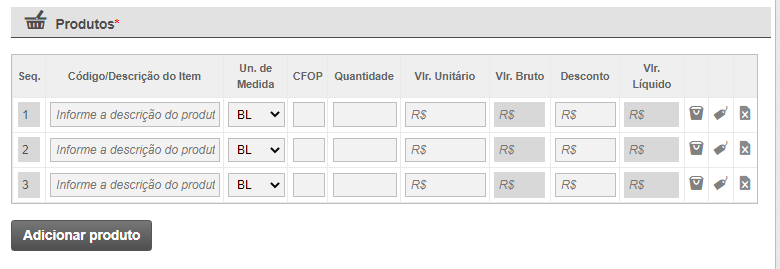 Produtos*
Seq. Código/Descrição do Item Un. de Medida CFOP Quantidade Vlr. Unitário Vlr. Bruto Desconto Vlr. Líquido
1 Informe a descrição do produt BL R$ R$ R$ R$
2 Informe a descrição do produt BL R$ R$ R$ R$
3 Informe a descrição do produt BL R$ R$ R$ R$
Adicionar produto